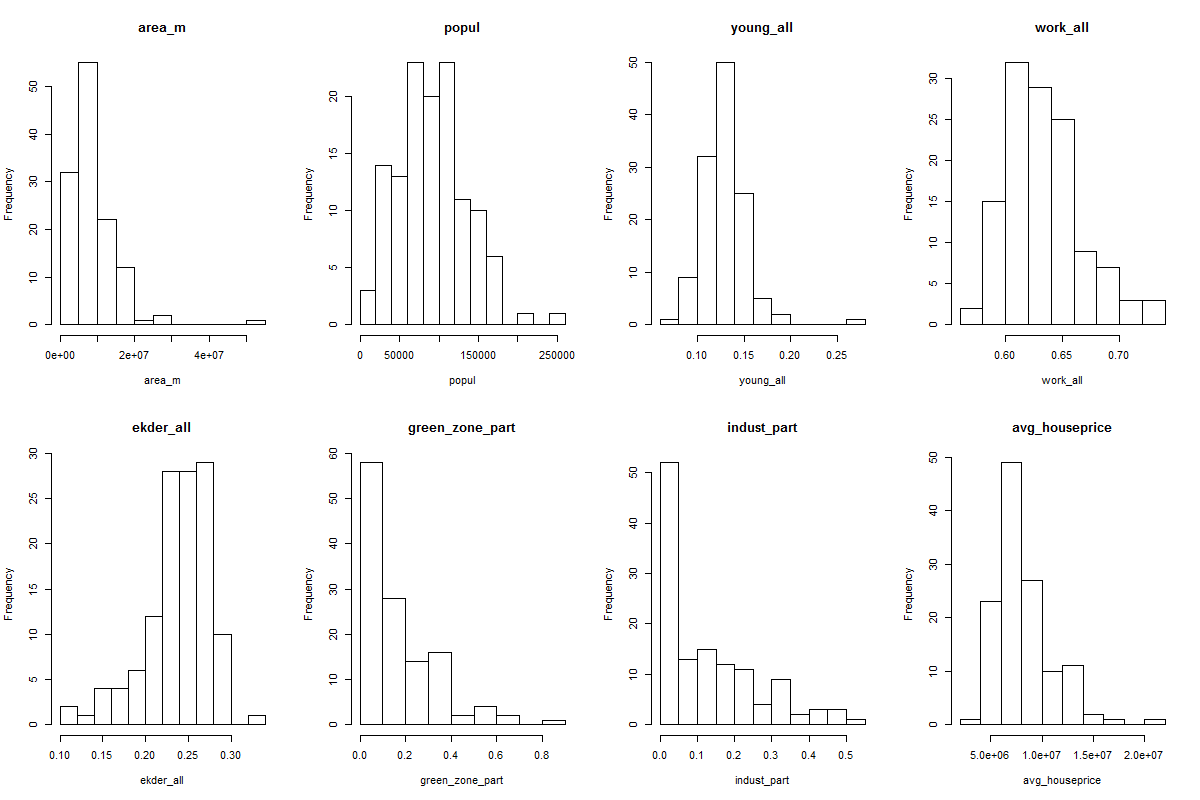 area_m
popul
young_all
work_all
Frequency
0 10 20 30 40 50
0e+00 2e+07 4e+07
area_m
Frequency
0 5 10 15 20
0 50000 150000 250000
popul
Frequency
0 10 20 30 40 50
0.10 0.15 0.20 0.25
young_all
Frequency
0 5 10 15 20 25 30
0.60 0.65 0.70
work_all
ekder_all
green_zone_part
indust_part
avg_houseprice
Frequency
0 5 10 15 20 25 30
0.10 0.15 0.20 0.25 0.30
ekder_all
Frequency
0 10 20 30 40 50 60
0.0 0.2 0.4 0.6 0.8
green_zone_part
Frequency
0 10 20 30 40 50
0.0 0.1 0.2 0.3 0.4 0.5
indust_part
Frequency
0 10 20 30 40 50
5.0e+06 1.0e+07 1.5e+07 2.0e+07
avg_houseprice